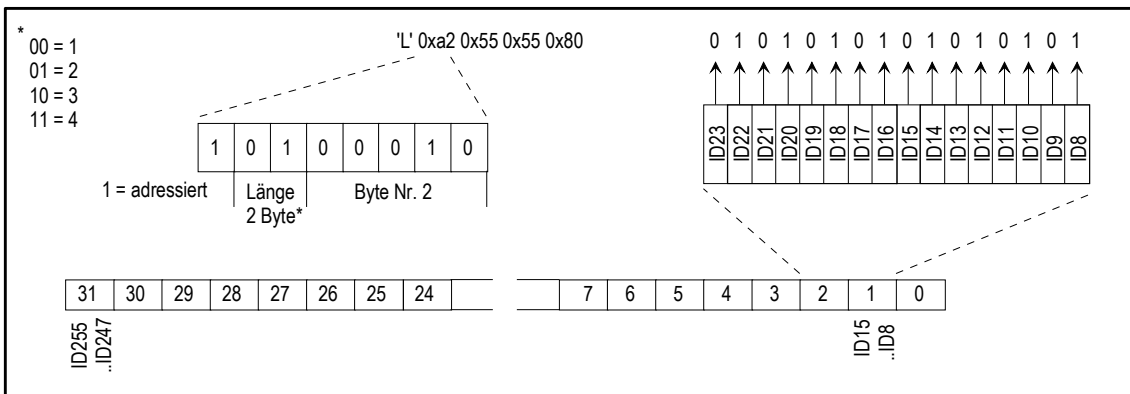 *
00 = 1
01 = 2
10 = 3
11 = 4
'L' 0xa2 0x55 0x55 0x80
1 0 1 0 0 0 1 0
1 = adressiert
Länge
2 Byte*
Byte Nr. 2
0 1 0 1 0 1 0 1 0 1 0 1 0 1 0 1
ID23 ID22 ID21 ID20 ID19 ID18 ID17 ID16 ID15 ID14 ID13 ID12 ID11 ID10 ID9 ID8
31 30 29 28 27 26 25 24 7 6 5 4 3 2 1 0
ID255
..ID247
ID15
..ID8